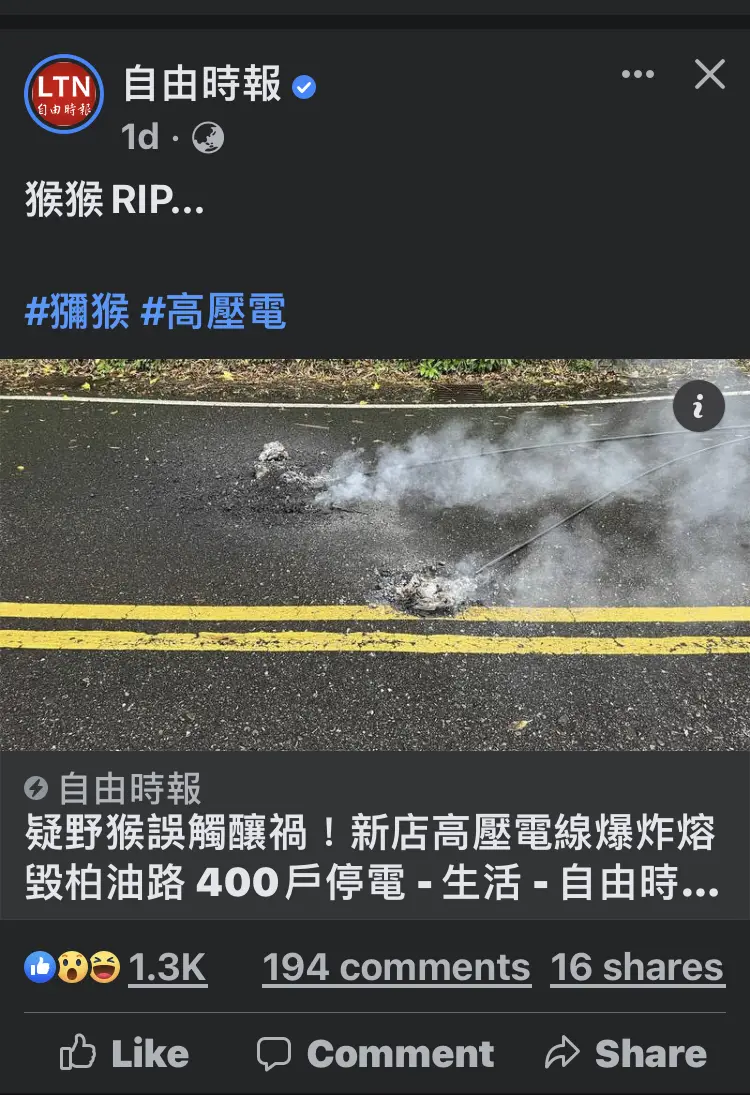 LTN
自由時報
自由時報
1d ·
猴猴 RIP...
#獼猴 #高壓電
i
自由時報
疑野猴誤觸釀禍！新店高壓電線爆炸熔
毀柏油路 400戶停電 - 生活 - 自由時...
1.3K 194 comments 16 shares
Like Comment Share